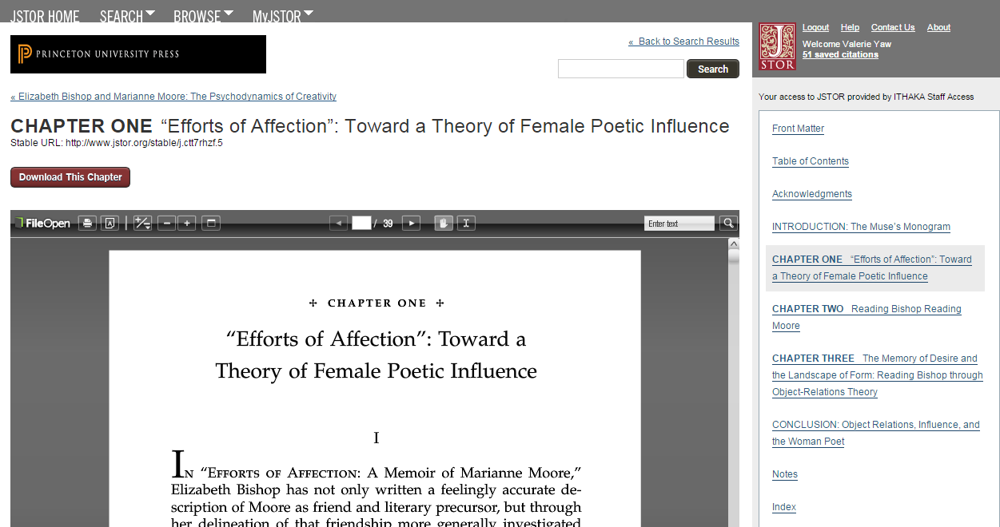 JSTOR HOME SEARCH BROWSE MyJSTOR
PRINCETON UNIVERSITY PRESS
« Back to Search Results
Search
« Elizabeth Bishop and Marianne Moore: The Psychodynamics of Creativity
CHAPTER ONE “Efforts of Affection”: Toward a Theory of Female Poetic Influence
Stable URL: http://www.jstor.org/stable/j.ctt7rhzf.5
Download This Chapter
FileOpen / 39 Enter text
CHAPTER ONE
“Efforts of Affection”: Toward a
Theory of Female Poetic Influence
I
IN “EFFORTS OF AFFECTION: A Memoir of Marianne Moore,”
Elizabeth Bishop has not only written a feelingly accurate de-
scription of Moore as friend and literary precursor, but through
her delineation of that friendship more generally investigated
JSTOR
Logout Help Contact Us About
Welcome Valerie Yaw
51 saved citations
Your access to JSTOR provided by ITHAKA Staff Access
Front Matter
Table of Contents
Acknowledgments
INTRODUCTION: The Muse's Monogram
CHAPTER ONE “Efforts of Affection”: Toward
a Theory of Female Poetic Influence
CHAPTER TWO Reading Bishop Reading
Moore
CHAPTER THREE The Memory of Desire and
the Landscape of Form: Reading Bishop through
Object-Relations Theory
CONCLUSION: Object Relations, Influence, and
the Woman Poet
Notes
Index